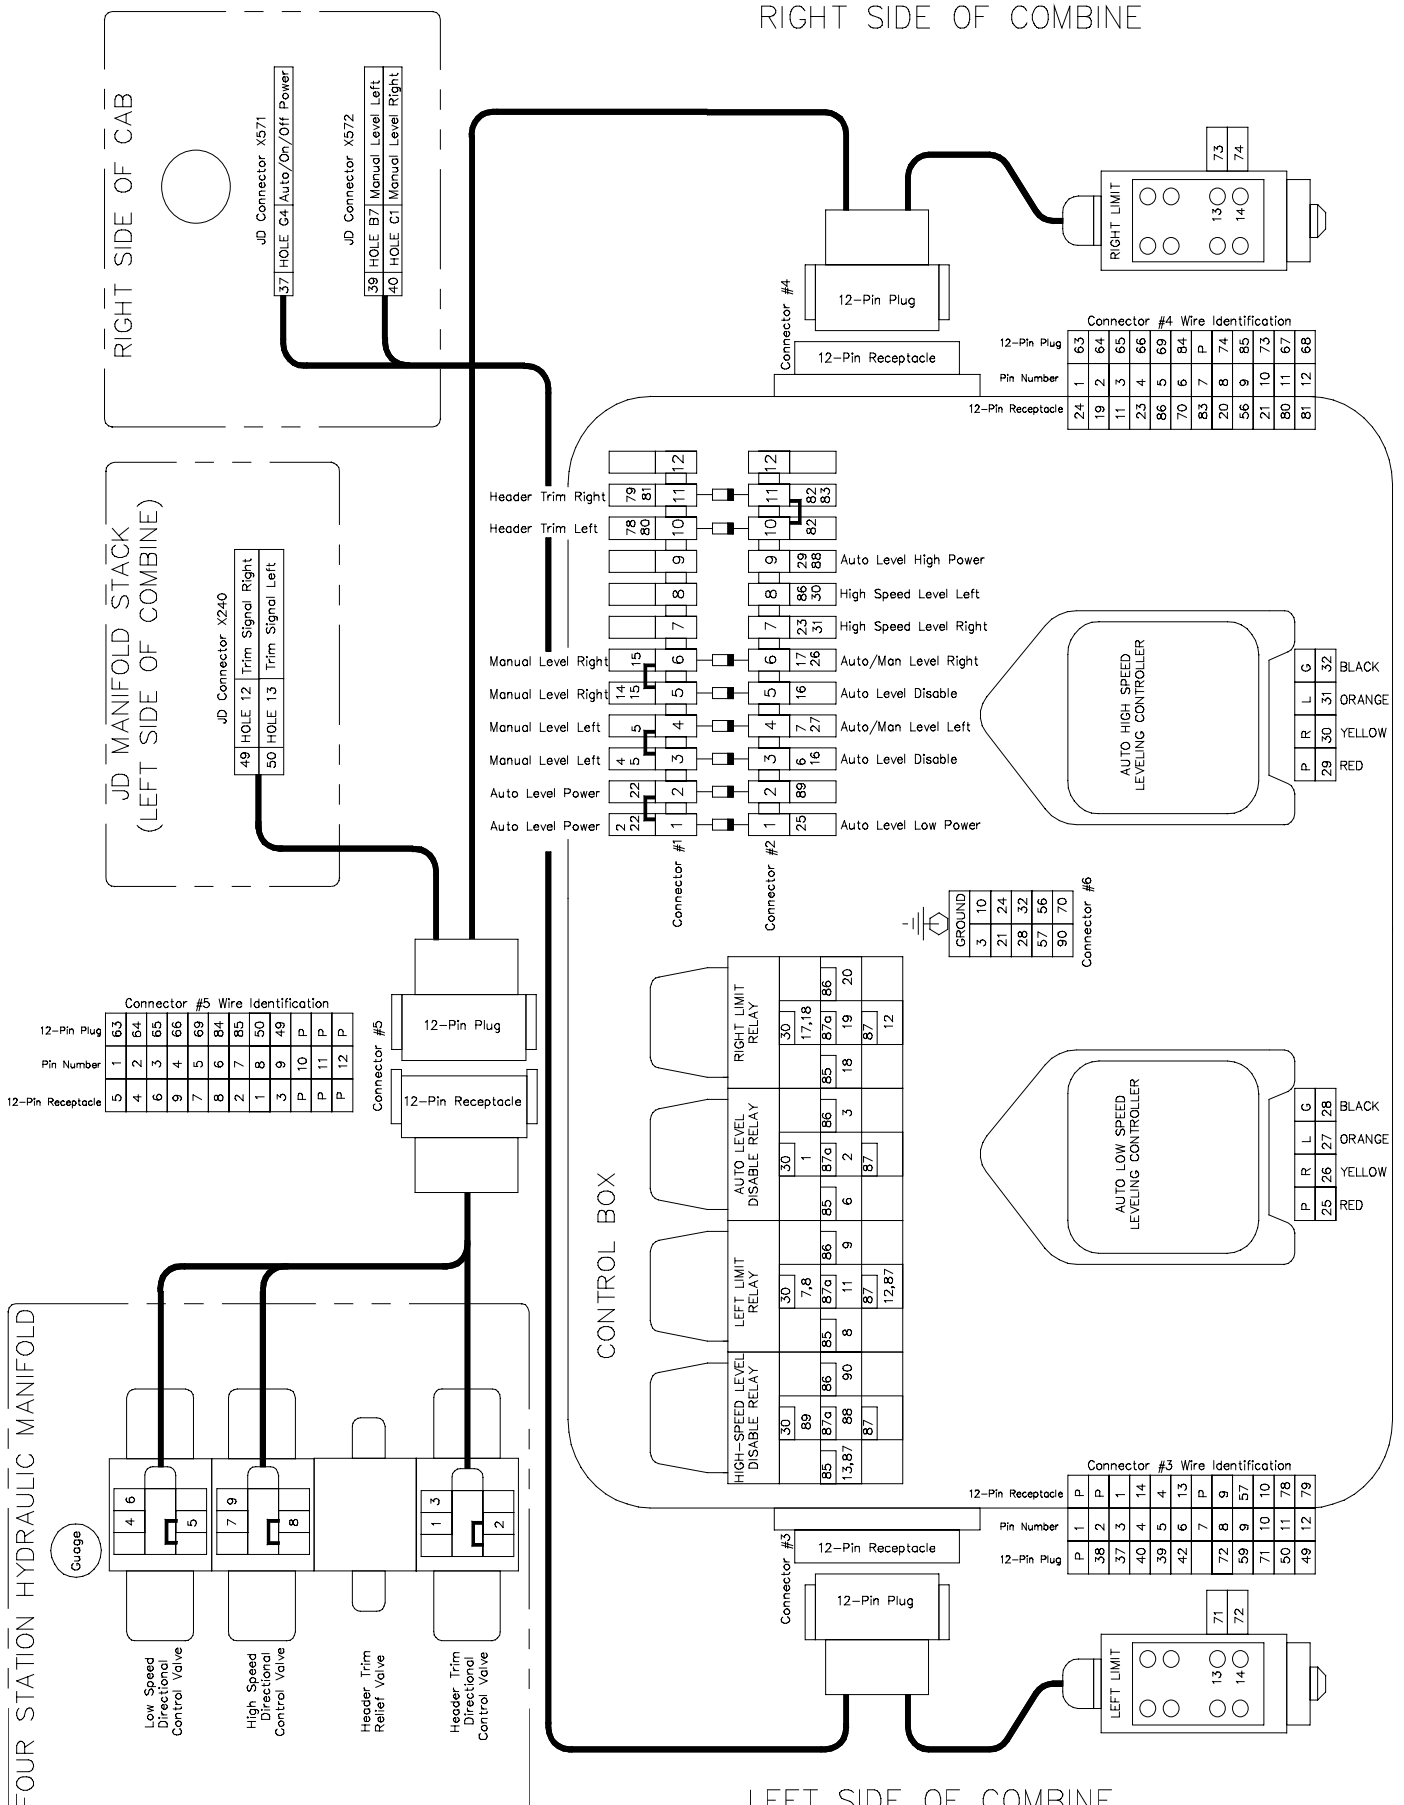 RIGHT SIDE OF COMBINE
RIGHT SIDE OF CAB
JD Connector X571
37 HOLE G4 Auto/On/Off Power
JD Connector X572
39 HOLE B7 Manual Level Left
40 HOLE C1 Manual Level Right
JD MANIFOLD STACK
(LEFT SIDE OF COMBINE)
JD Connector X240
49 HOLE 12 Trim Signal Right
50 HOLE 13 Trim Signal Left
73
74
RIGHT LIMIT
13
14
Connector #4
12-Pin Plug
12-Pin Receptacle
Connector #4 Wire Identification
12-Pin Plug 63 64 65 66 69 84 P 74 85 73 67 68
Pin Number 1 2 3 4 5 6 7 8 9 10 11 12
12-Pin Receptacle 24 19 11 23 86 70 83 20 56 21 80 81
12 12
Header Trim Right 79 81 11 11 82 83
Header Trim Left 78 80 10 10 82
9 9 29 88 Auto Level High Power
8 8 86 30 High Speed Level Left
7 7 23 31 High Speed Level Right
Manual Level Right 15 6 6 17 26 Auto/Man Level Right
Manual Level Right 14 15 5 5 16 Auto Level Disable
Manual Level Left 5 4 4 7 27 Auto/Man Level Left
Manual Level Left 4 5 3 3 6 16 Auto Level Disable
Auto Level Power 22 2 2 89
Auto Level Power 2 22 1 1 25 Auto Level Low Power
Connector #1
Connector #2
AUTO HIGH SPEED
LEVELING CONTROLLER
G 32 BLACK
L 31 ORANGE
R 30 YELLOW
P 29 RED
GROUND
3 10
21 24
28 32
57 56
90 70
Connector #6
Connector #5 Wire Identification
12-Pin Plug 63 64 65 66 69 84 85 50 49 P P P
Pin Number 1 2 3 4 5 6 7 8 9 10 11 12
12-Pin Receptacle 5 4 6 9 7 8 2 1 3 P P P
Connector #5
12-Pin Plug
12-Pin Receptacle
CONTROL BOX
RIGHT LIMIT
RELAY
30 17,18
85 18
87a 19
86 20
87 12
AUTO LEVEL
DISABLE RELAY
30 1
85 6
87a 2
86 3
87
LEFT LIMIT
RELAY
30 7,8
85 8
87a 11
86 9
87 12,87
HIGH-SPEED LEVEL
DISABLE RELAY
30 89
85 13,87
87a 88
86 90
87
AUTO LOW SPEED
LEVELING CONTROLLER
G 28 BLACK
L 27 ORANGE
R 26 YELLOW
P 25 RED
FOUR STATION HYDRAULIC MANIFOLD
Guage
4 6
5
7 9
8
1 3
2
Low Speed
Directional
Control Valve
High Speed
Directional
Control Valve
Header Trim
Relief Valve
Header Trim
Directional
Control Valve
Connector #3 Wire Identification
12-Pin Receptacle P P 1 14 4 13 P 9 57 10 78 79
Pin Number 1 2 3 4 5 6 7 8 9 10 11 12
12-Pin Plug P 38 37 40 39 42 72 59 71 50 49
Connector #3
12-Pin Receptacle
12-Pin Plug
71
72
LEFT LIMIT
13
14
LEFT SIDE OF COMBINE